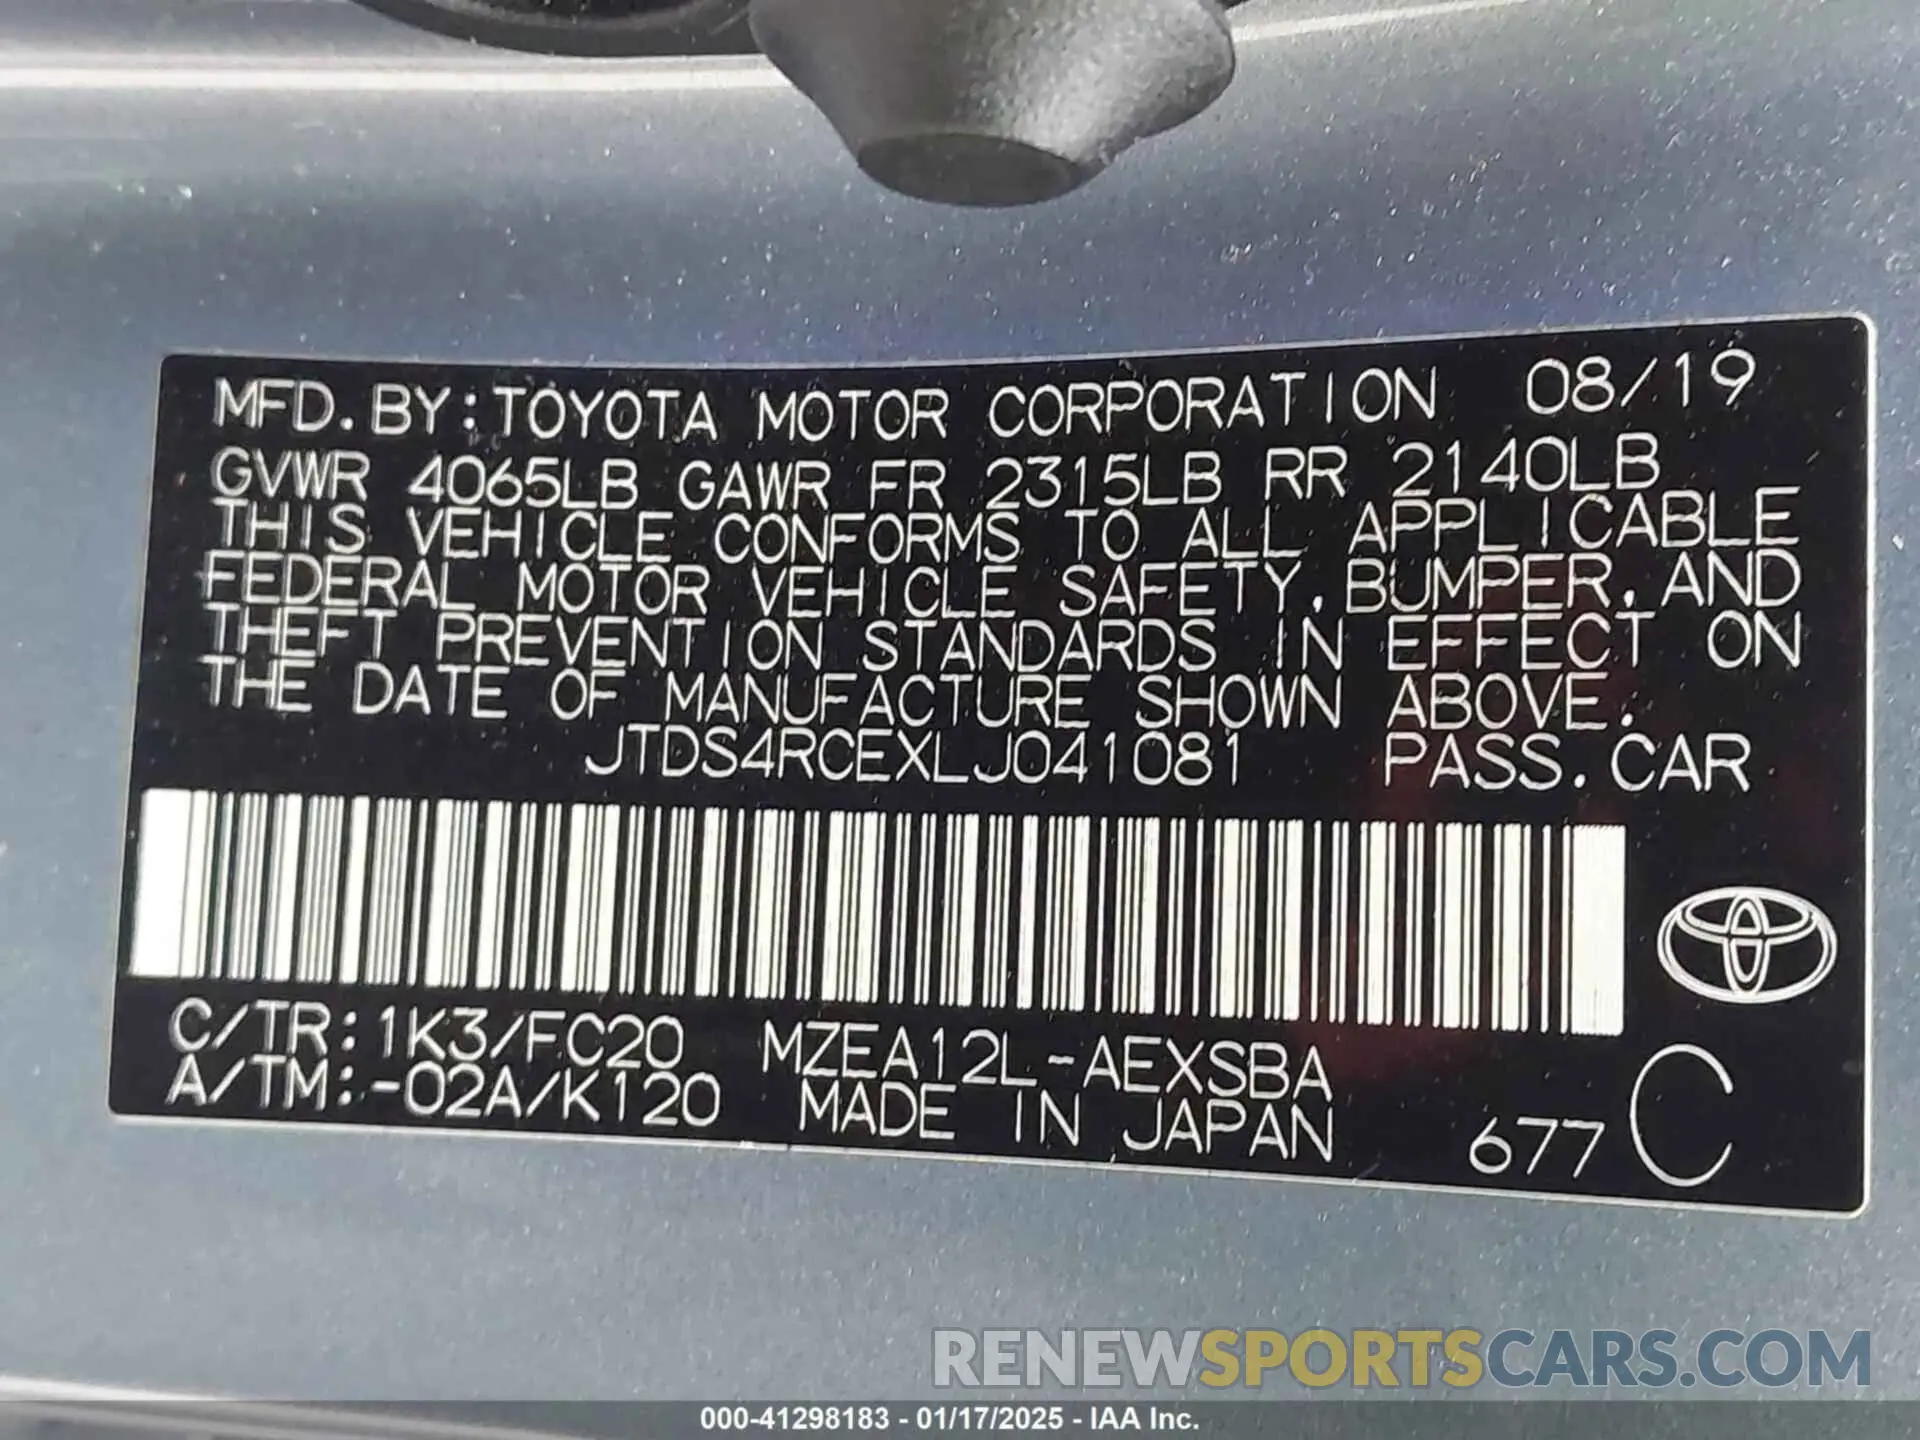 MFD. BY: TOYOTA MOTOR CORPORATION 08/19
GVWR 4065LB GAWR FR 2315LB RR 2140LB
THIS VEHICLE CONFORMS TO ALL APPLICABLE
FEDERAL MOTOR VEHICLE SAFETY, BUMPER, AND
THEFT PREVENTION STANDARDS IN EFFECT ON
THE DATE OF MANUFACTURE SHOWN ABOVE.
JTDS4RCEXLJ041081 PASS. CAR
C/TR: 1K3/FC20 MZEA12L-AEXSBA
A/TM: -02A/K120 MADE IN JAPAN 677 C
RENEWSPORTSCARS.COM
000-41298183 - 01/17/2025 - IAA Inc.